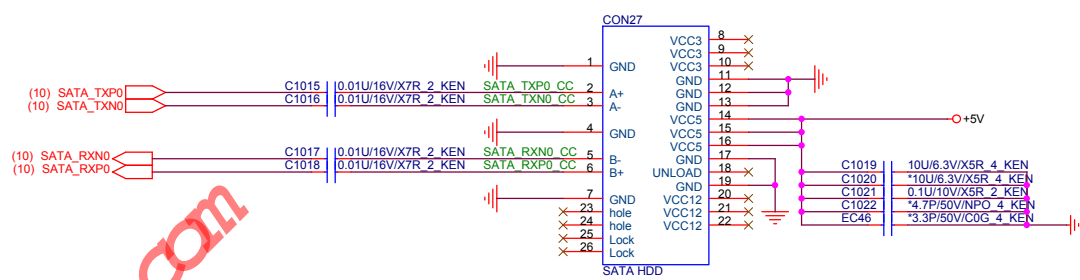 CON27
1 GND
(10) SATA_TXP0 C1015 0.01U/16V/X7R_2_KEN SATA_TXP0_CC 2 A+
(10) SATA_TXN0 C1016 0.01U/16V/X7R_2_KEN SATA_TXN0_CC 3 A-
4 GND
(10) SATA_RXN0 C1017 0.01U/16V/X7R_2_KEN SATA_RXN0_CC 5 B-
(10) SATA_RXP0 C1018 0.01U/16V/X7R_2_KEN SATA_RXP0_CC 6 B+
7 GND
23 hole
24 hole
25 Lock
26 Lock
VCC3 8
VCC3 9
VCC3 10
GND 11
GND 12
GND 13
VCC5 14
VCC5 15
VCC5 16
GND 17
UNLOAD 18
GND 19
VCC12 20
VCC12 21
VCC12 22
SATA HDD
+5V
C1019 10U/6.3V/X5R_4_KEN
C1020 *10U/6.3V/X5R_4_KEN
C1021 0.1U/10V/X5R_2_KEN
C1022 *4.7P/50V/NPO_4_KEN
EC46 *3.3P/50V/C0G_4_KEN
com